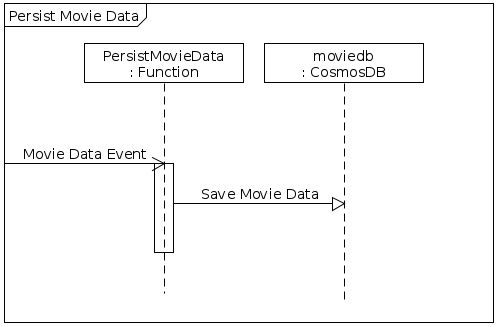 Persist Movie Data
PersistMovieData
: Function
moviedb
: CosmosDB
Movie Data Event
Save Movie Data